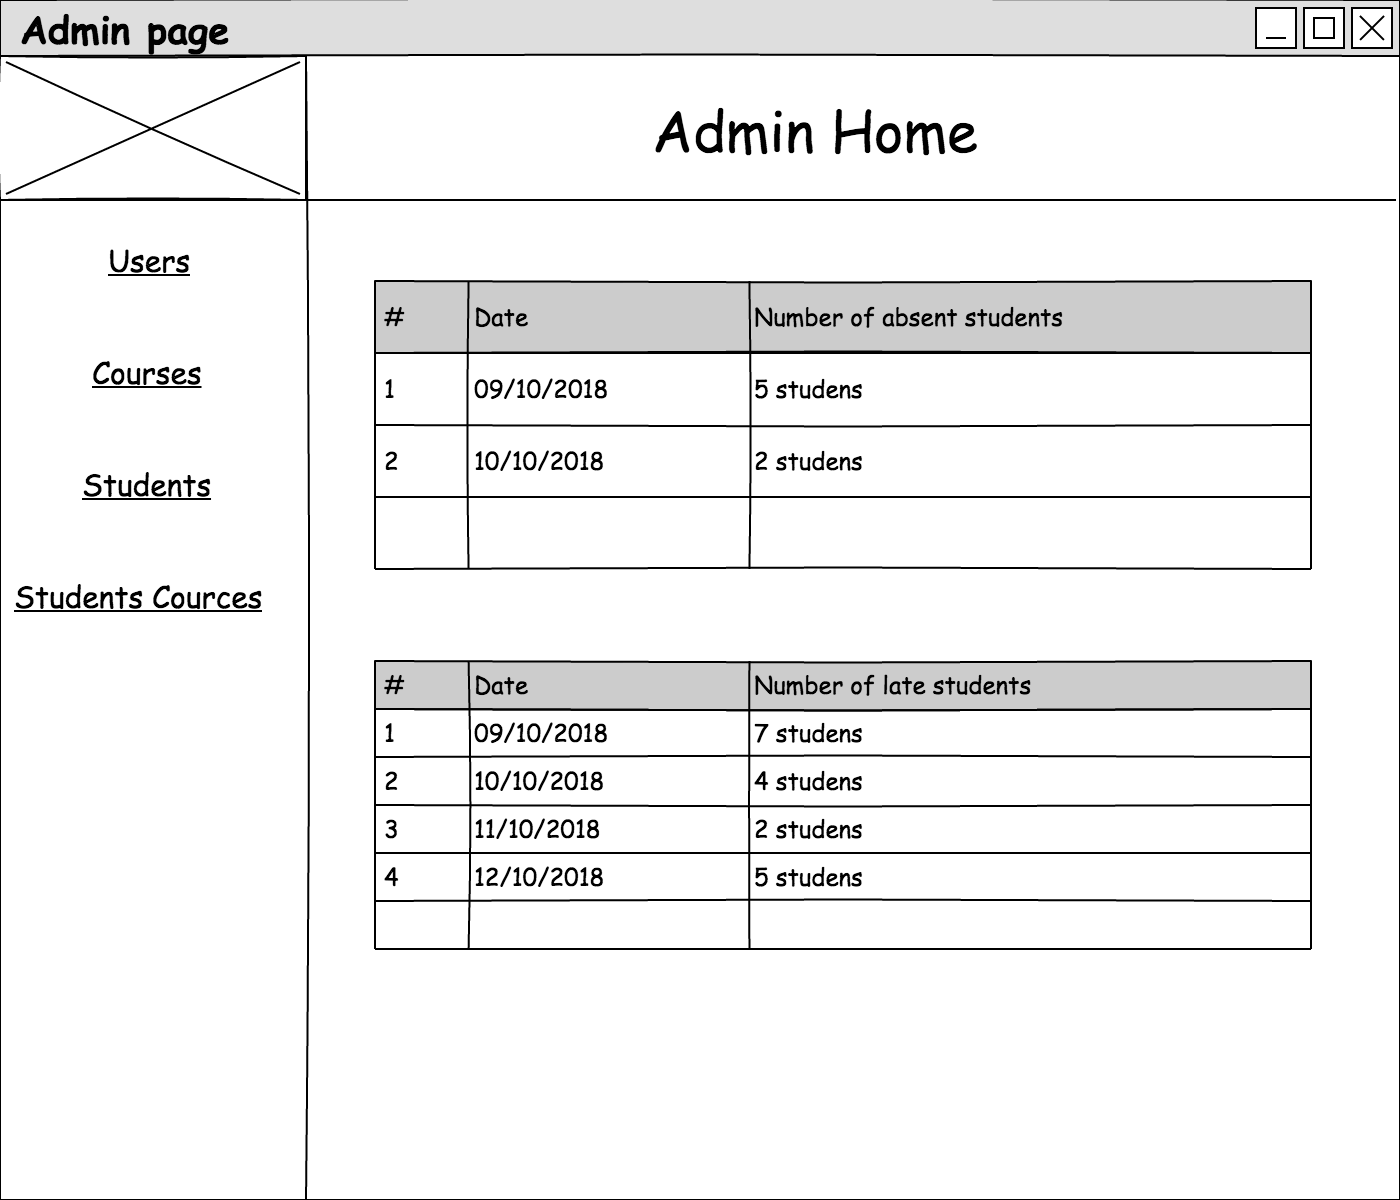 Admin page
Admin Home
Users
Courses
Students
Students Cources
# Date Number of absent students
1 09/10/2018 5 studens
2 10/10/2018 2 studens
# Date Number of late students
1 09/10/2018 7 studens
2 10/10/2018 4 studens
3 11/10/2018 2 studens
4 12/10/2018 5 studens